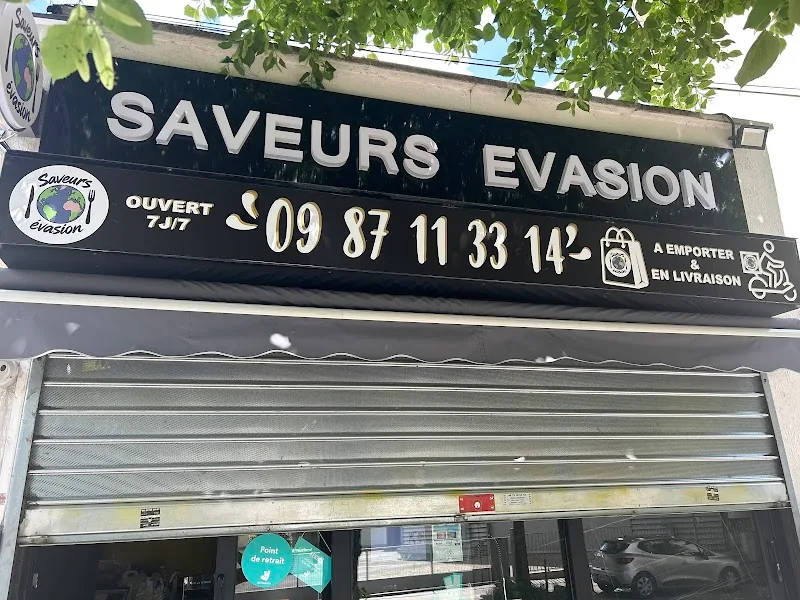 Saveurs
évasion
SAVEURS EVASION
Saveurs
évasion
OUVERT
7J/7
09 87 11 33 14
A EMPORTER
&
EN LIVRAISON
Point
de retrait